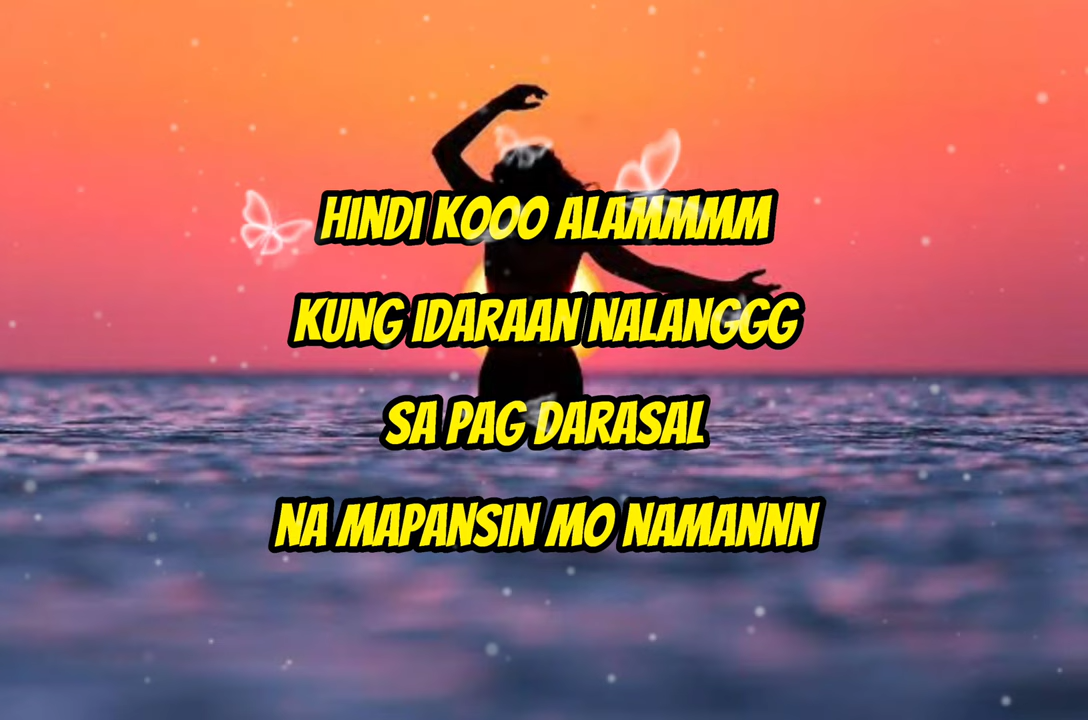 HINDI KOOO ALAMMMM
KUNG IDARAAN NALANGGG
SA PAG DARASAL
NA MAPANSIN MO NAMANNN